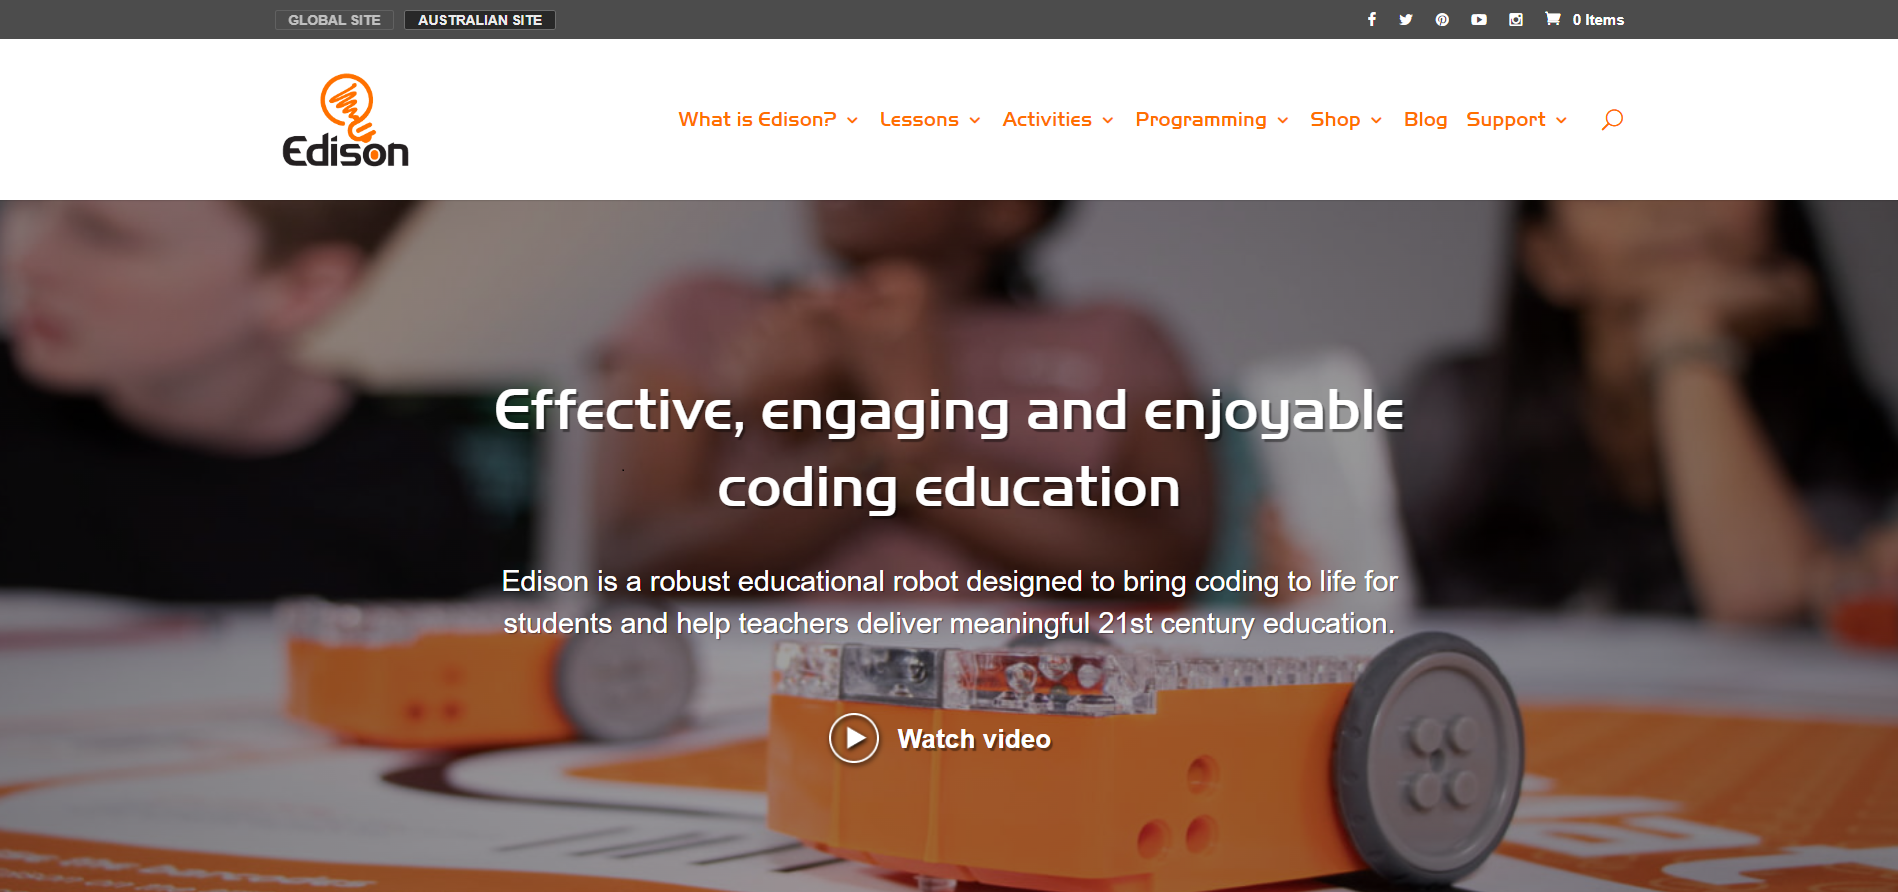 GLOBAL SITE AUSTRALIAN SITE 0 Items
Edison
What is Edison? Lessons Activities Programming Shop Blog Support
Effective, engaging and enjoyable
coding education
Edison is a robust educational robot designed to bring coding to life for
students and help teachers deliver meaningful 21st century education.
Watch video